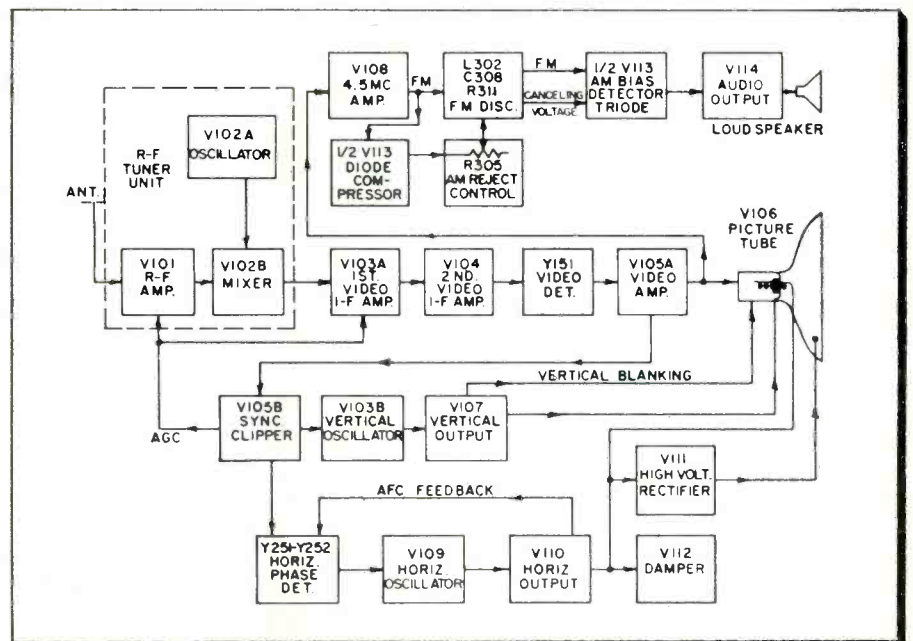 V108
4.5MC
AMP.
FM
L302
C308
R311
FM DISC.
FM
CANCELING
VOLTAGE
1/2 V113
AM BIAS
DETECTOR
TRIODE
V114
AUDIO
OUTPUT
LOUD SPEAKER
V102A
OSCILLATOR
R-F
TUNER
UNIT
1/2 V113
DIODE
COM-
PRESSOR
R305
AM REJECT
CONTROL
ANT.
V101
R-F
AMP.
V102B
MIXER
V103A
1ST.
VIDEO
I-F AMP.
V104
2ND.
VIDEO
I-F AMP.
Y151
VIDEO
DET.
V105A
VIDEO
AMP.
V106
PICTURE
TUBE
VERTICAL BLANKING
AGC
V105B
SYNC
CLIPPER
V103B
VERTICAL
OSCILLATOR
V107
VERTICAL
OUTPUT
V111
HIGH VOLT.
RECTIFIER
AFC FEEDBACK
Y251-Y252
HORIZ.
PHASE
DET.
V109
HORIZ.
OSCILLATOR
V110
HORIZ
OUTPUT
V112
DAMPER